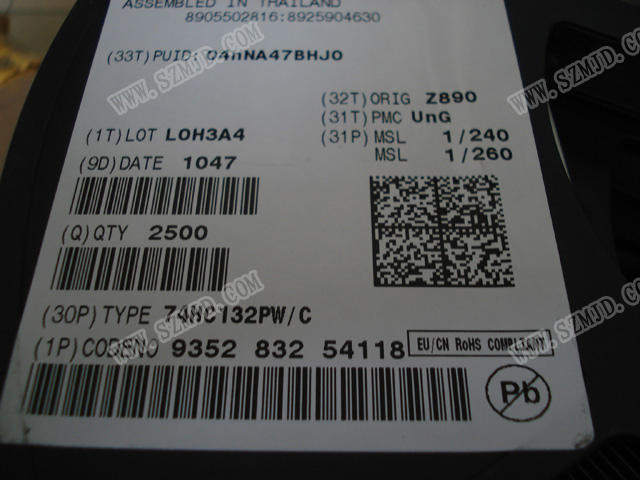 ASSEMBLED IN THAILAND
8905502816:8925904630
(33T)PUID: D4nNA47BHJ0
(32T)ORIG Z890
(31T)PMC UnG
(1T)LOT L0H3A4
(31P)MSL 1/240
MSL 1/260
(9D)DATE 1047
(Q)QTY 2500
(30P)TYPE 74HC132PW/C
(1P)CODENO 9352 832 54118
EU/CN RoHS COMPLIANT
Pb
WWW.SZMJD.COM
WWW.SZMJD.COM
WWW.SZMJD.COM
WWW.SZMJD.COM